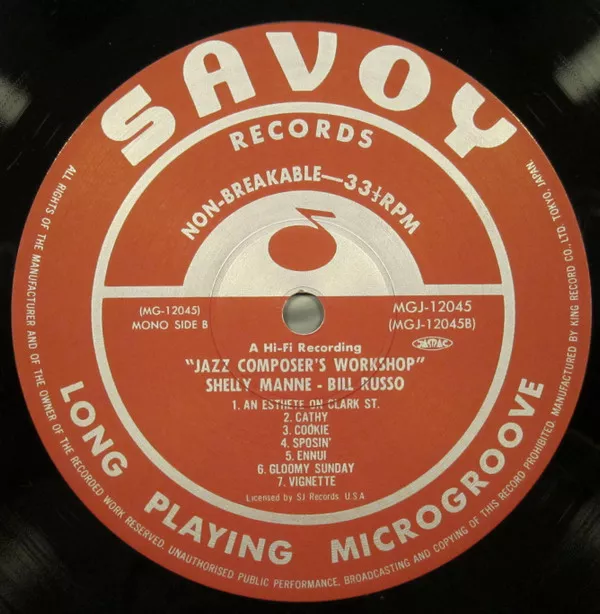 SAVOY
RECORDS
NON-BREAKABLE—33⅓RPM
(MG-12045)
MONO SIDE B
MGJ-12045
(MGJ-12045B)
JASRAC
A Hi-Fi Recording
"JAZZ COMPOSER'S WORKSHOP"
SHELLY MANNE - BILL RUSSO
1. AN ESTHETE ON CLARK ST.
2. CATHY
3. COOKIE
4. SPOSIN'
5. ENNUI
6. GLOOMY SUNDAY
7. VIGNETTE
Licensed by SJ Records U.S.A.
LONG PLAYING MICROGROOVE
ALL RIGHTS OF THE MANUFACTURER AND OF THE OWNER OF THE RECORDED WORK RESERVED, UNAUTHORISED PUBLIC PERFORMANCE, BROADCASTING AND COPYING OF THIS RECORD PROHIBITED. MANUFACTURED BY KING RECORD CO., LTD. TOKYO, JAPAN.